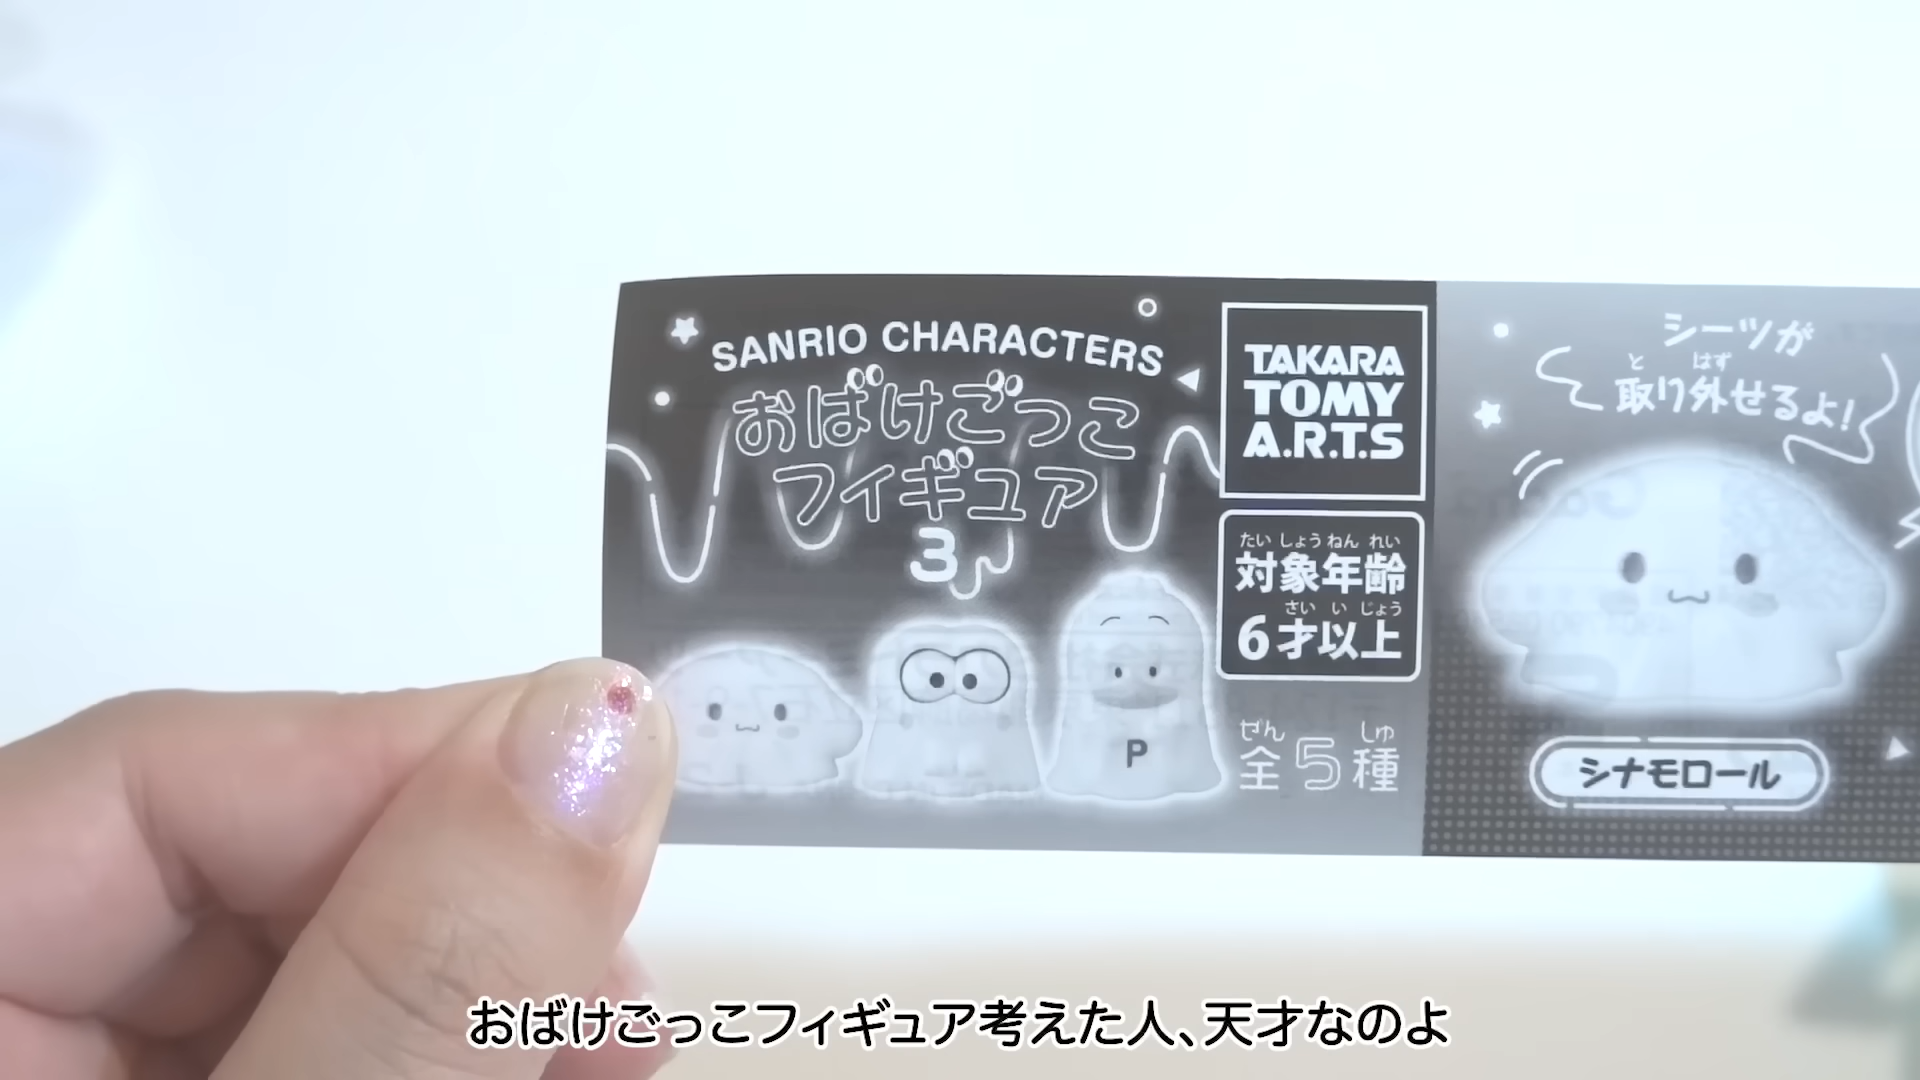 SANRIO CHARACTERS
おばけごっこ
フィギュア
3
P
TAKARA
TOMY
A.R.T.S
たいしょうねんれい
対象年齢
さいいじょう
6才以上
ぜん しゅ
全5種
シーツが
と はず
取り外せるよ!
シナモロール
おばけごっこフィギュア考えた人、天才なのよ